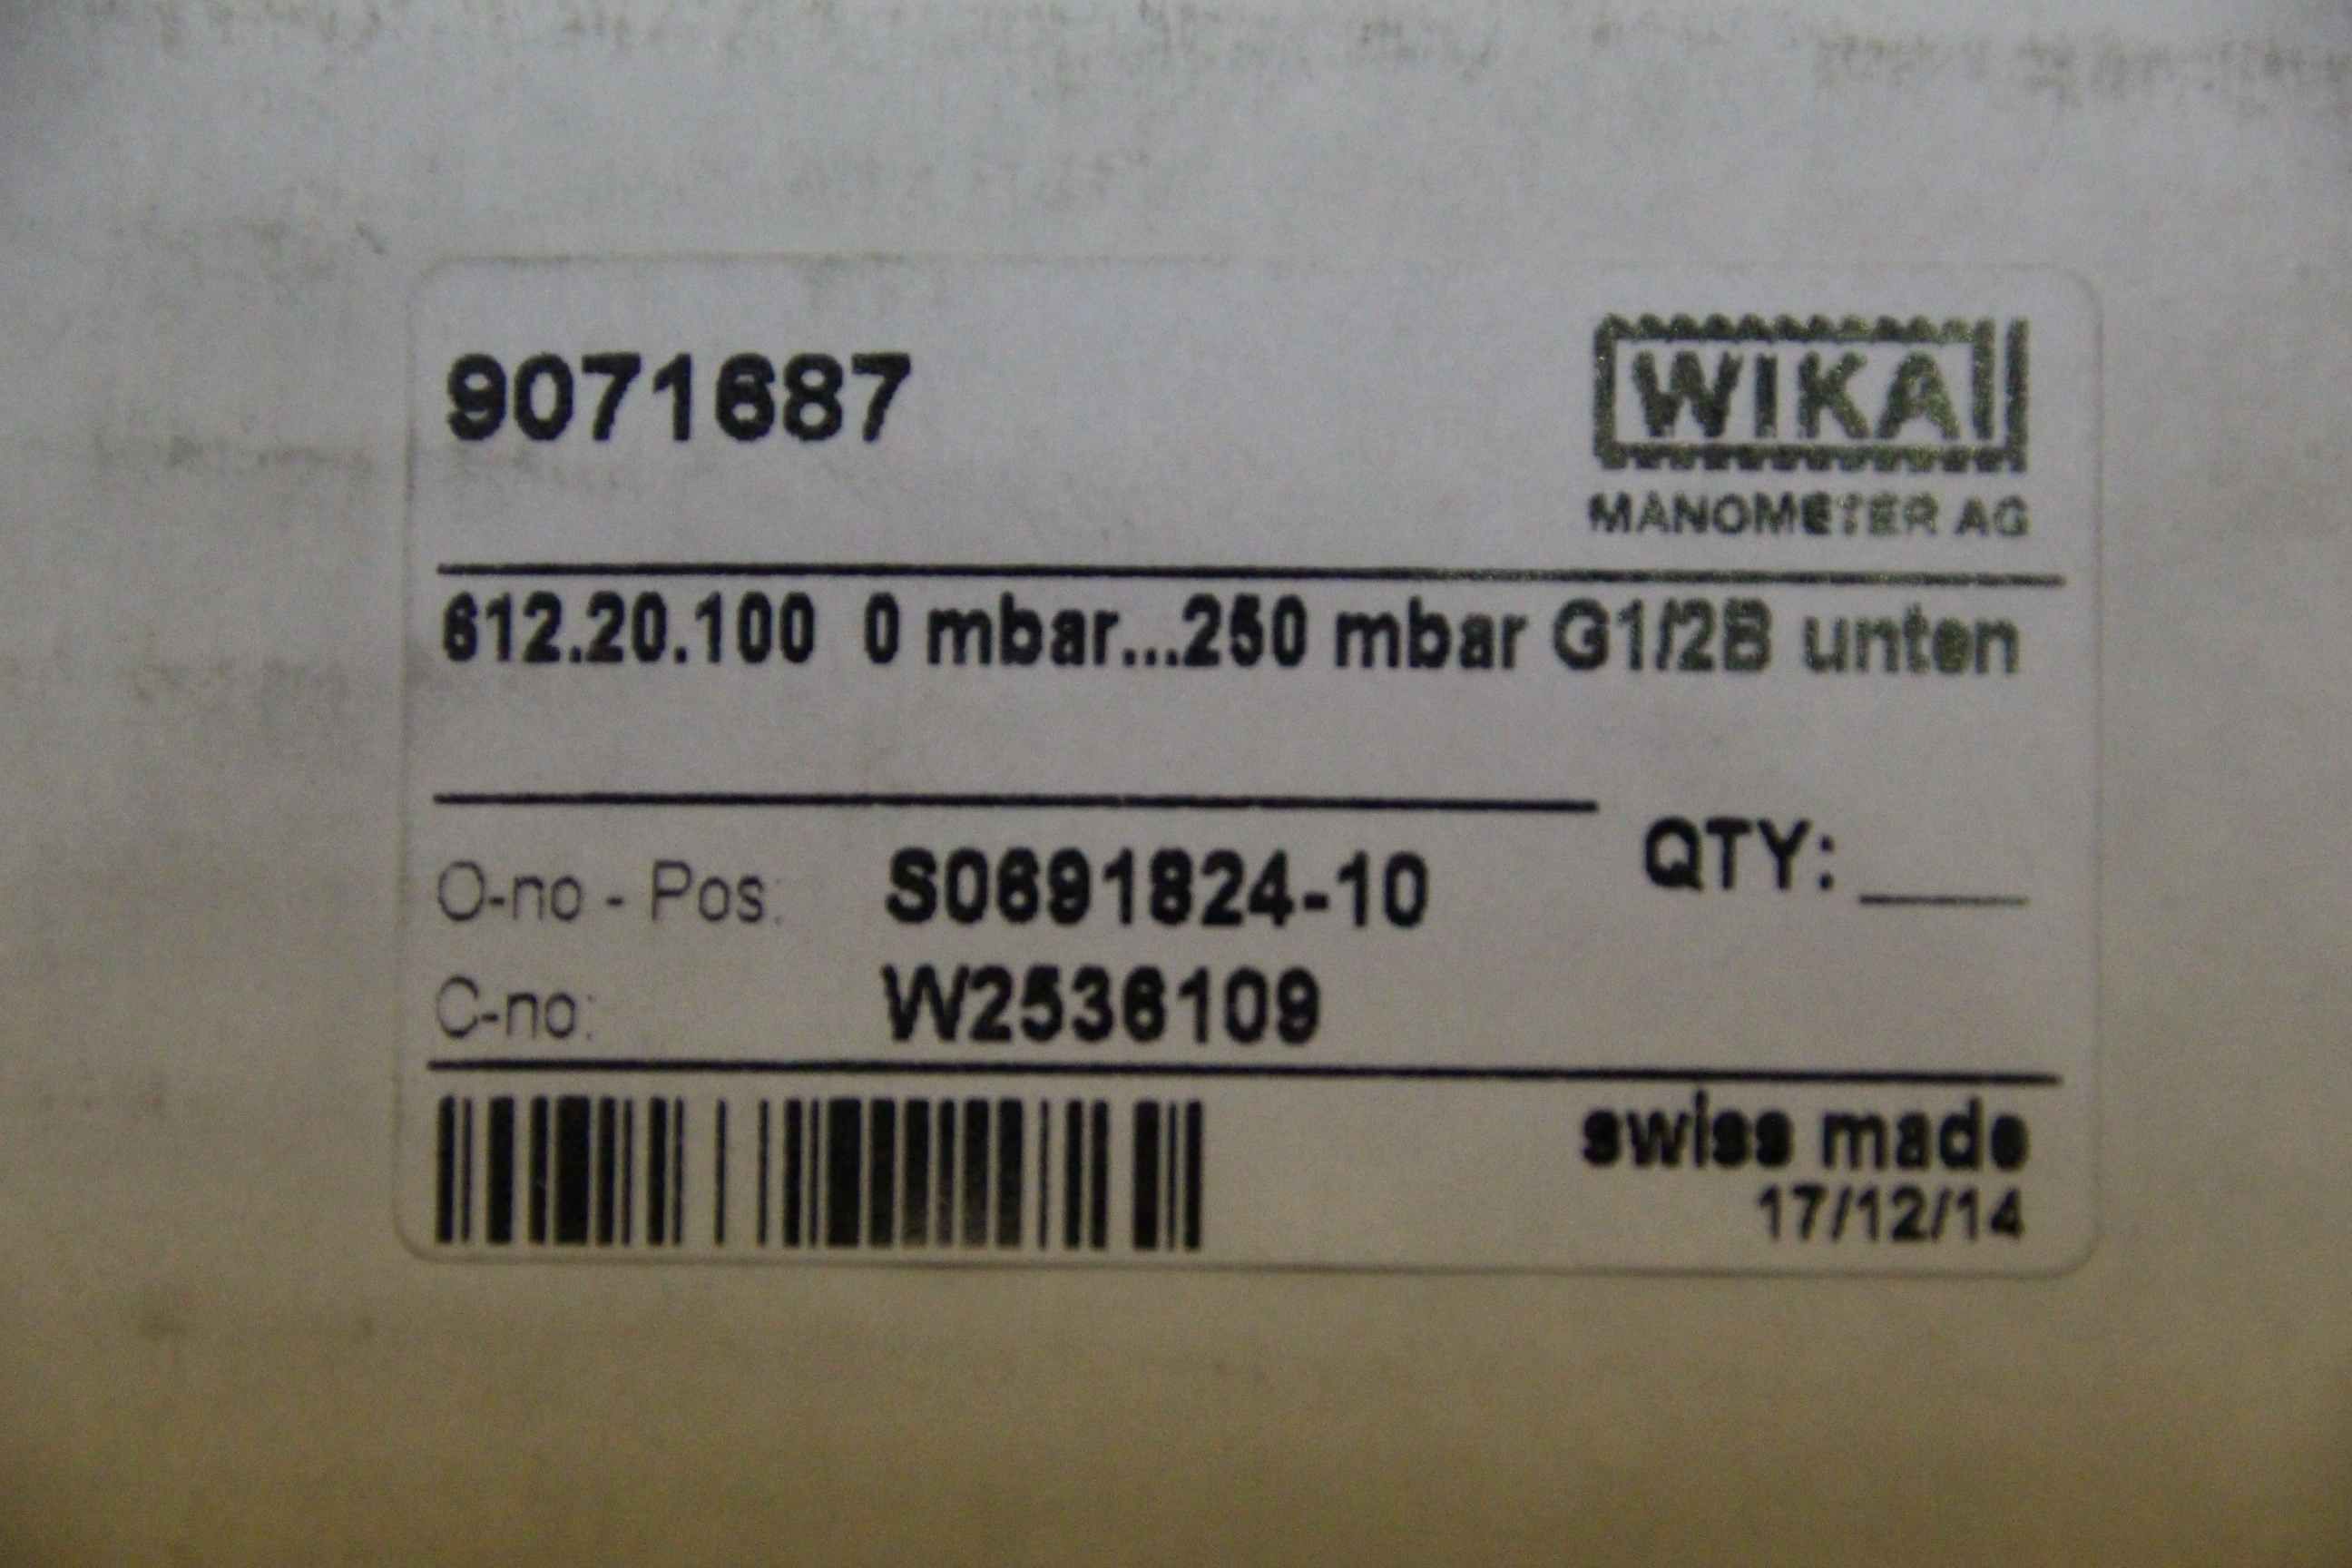 9071687
WIKA
MANOMETER AG
612.20.100 0 mbar...250 mbar G1/2B unten
QTY:____
O-no - Pos: S0691824-10
C-no: W2536109
swiss made
17/12/14